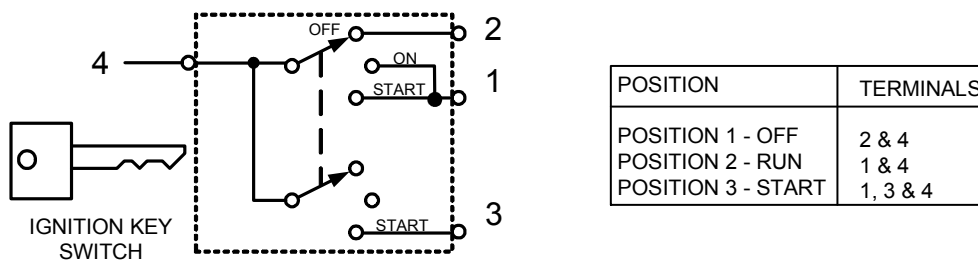 OFF
2
4
ON
1
START
START
3
IGNITION KEY
SWITCH
POSITION TERMINALS
POSITION 1 - OFF 2 & 4
POSITION 2 - RUN 1 & 4
POSITION 3 - START 1, 3 & 4